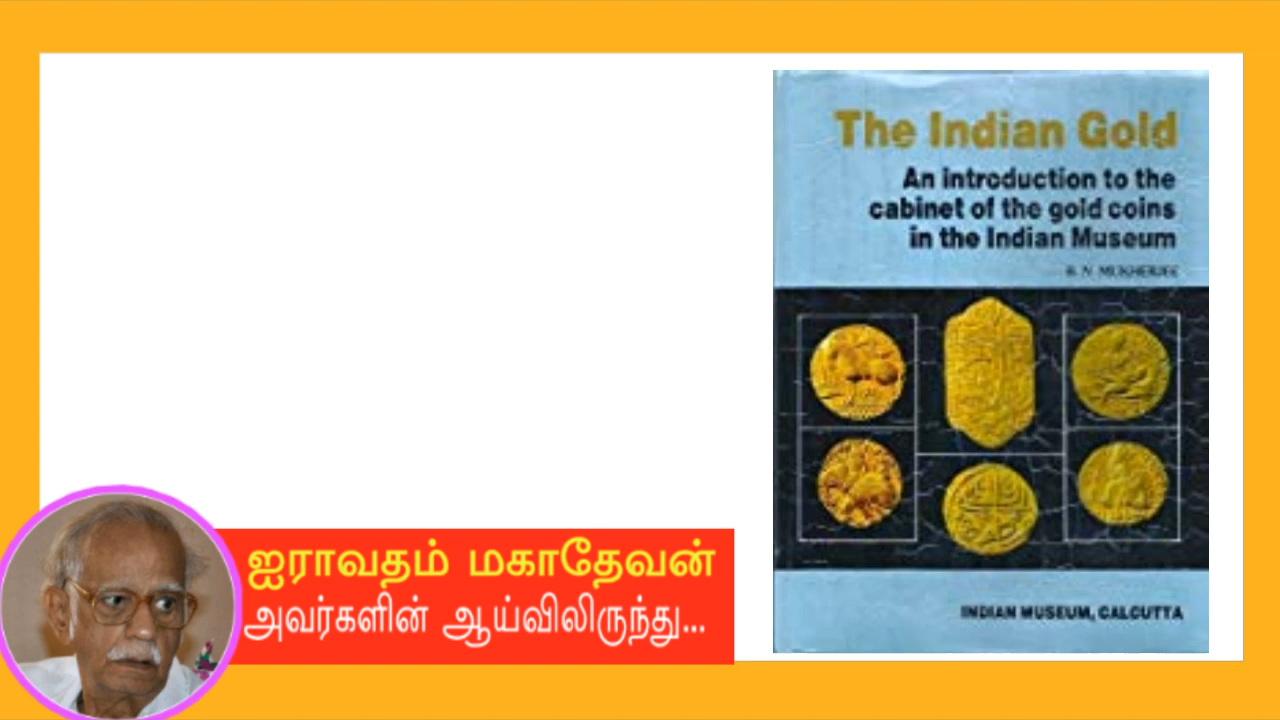 The Indian Gold
An introduction to the
cabinet of the gold coins
in the Indian Museum
B. N. MUKHERJEE
INDIAN MUSEUM, CALCUTTA
ஐராவதம் மகாதேவன்
அவர்களின் ஆய்விலிருந்து...